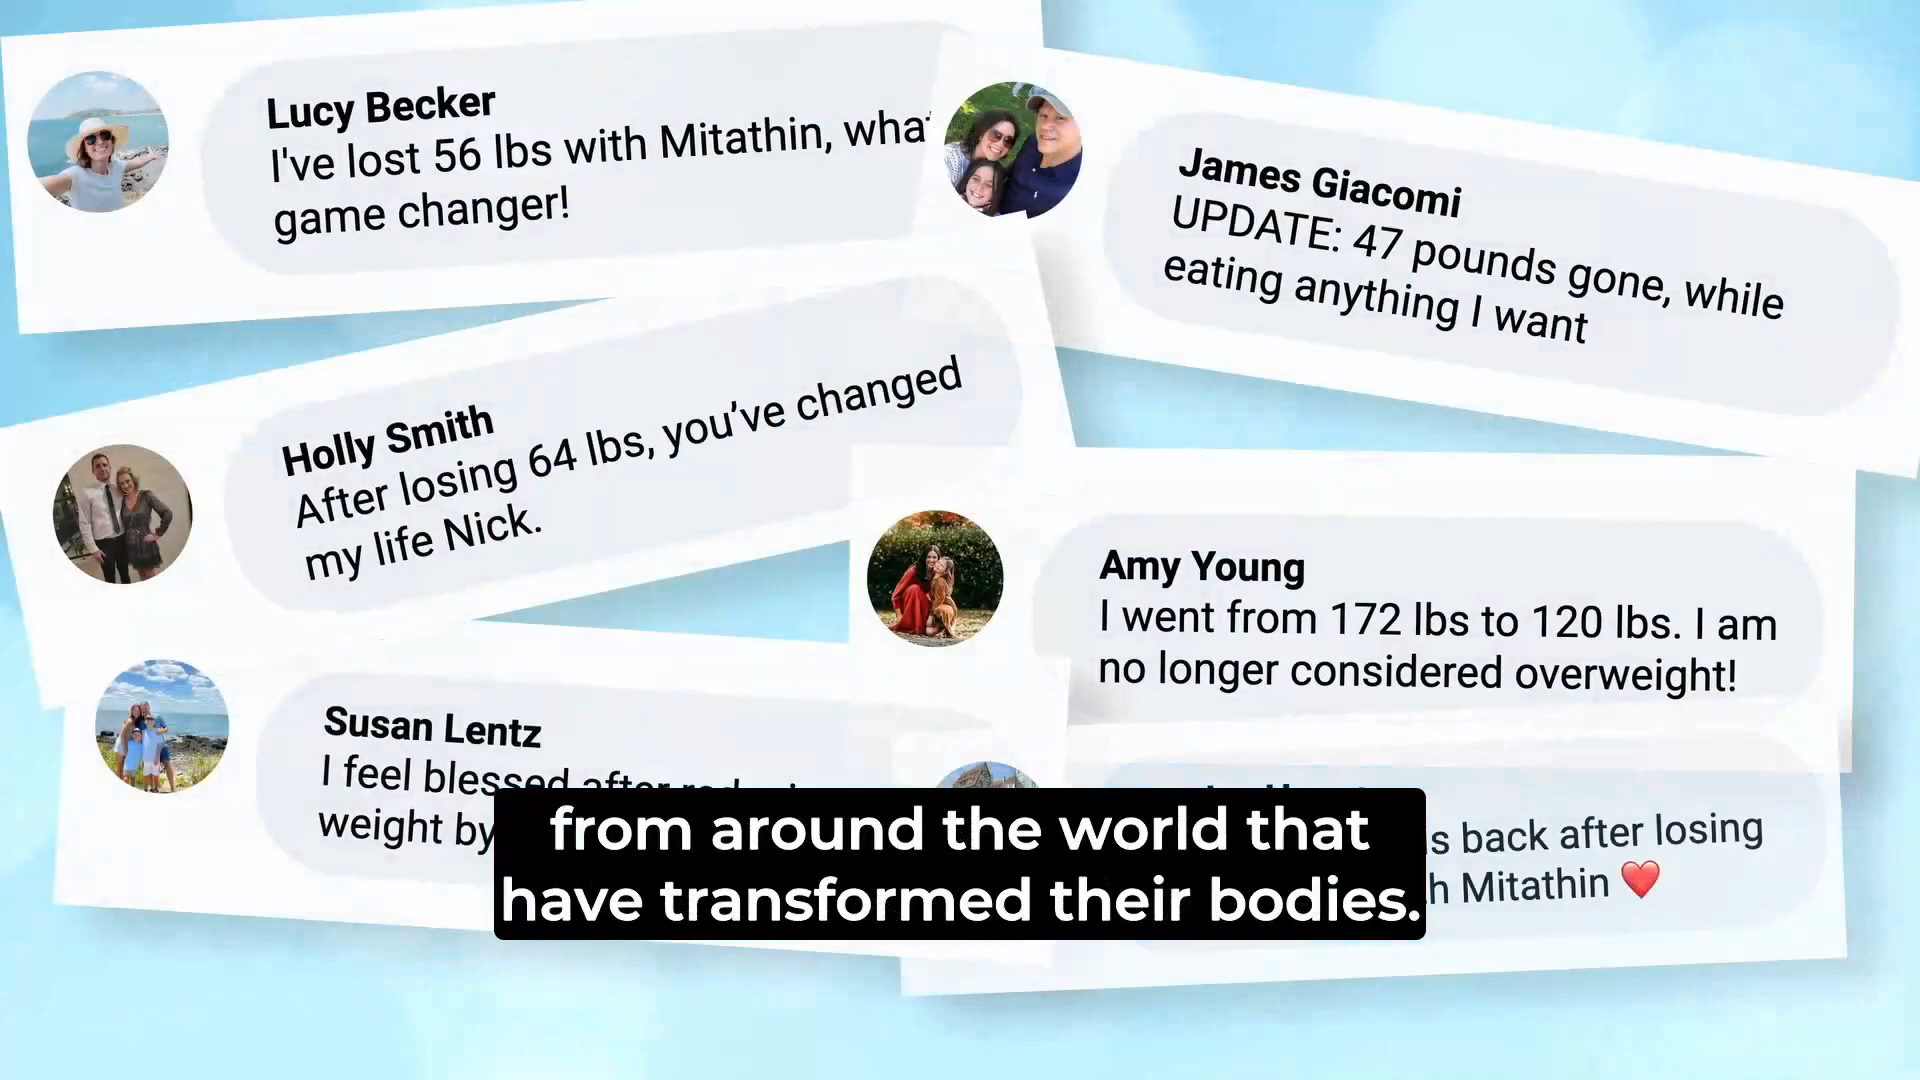 Lucy Becker
I've lost 56 lbs with Mitathin,
game changer!
James Giacomi
UPDATE: 47 pounds gone, while
eating anything I want
Holly Smith
After losing 64 lbs, you’ve changed
my life Nick.
Amy Young
I went from 172 lbs to 120 lbs. I am
no longer considered overweight!
Susan Lentz
I feel blessed after
weight by
back after losing
Mitathin ❤️
from around the world that
have transformed their bodies.